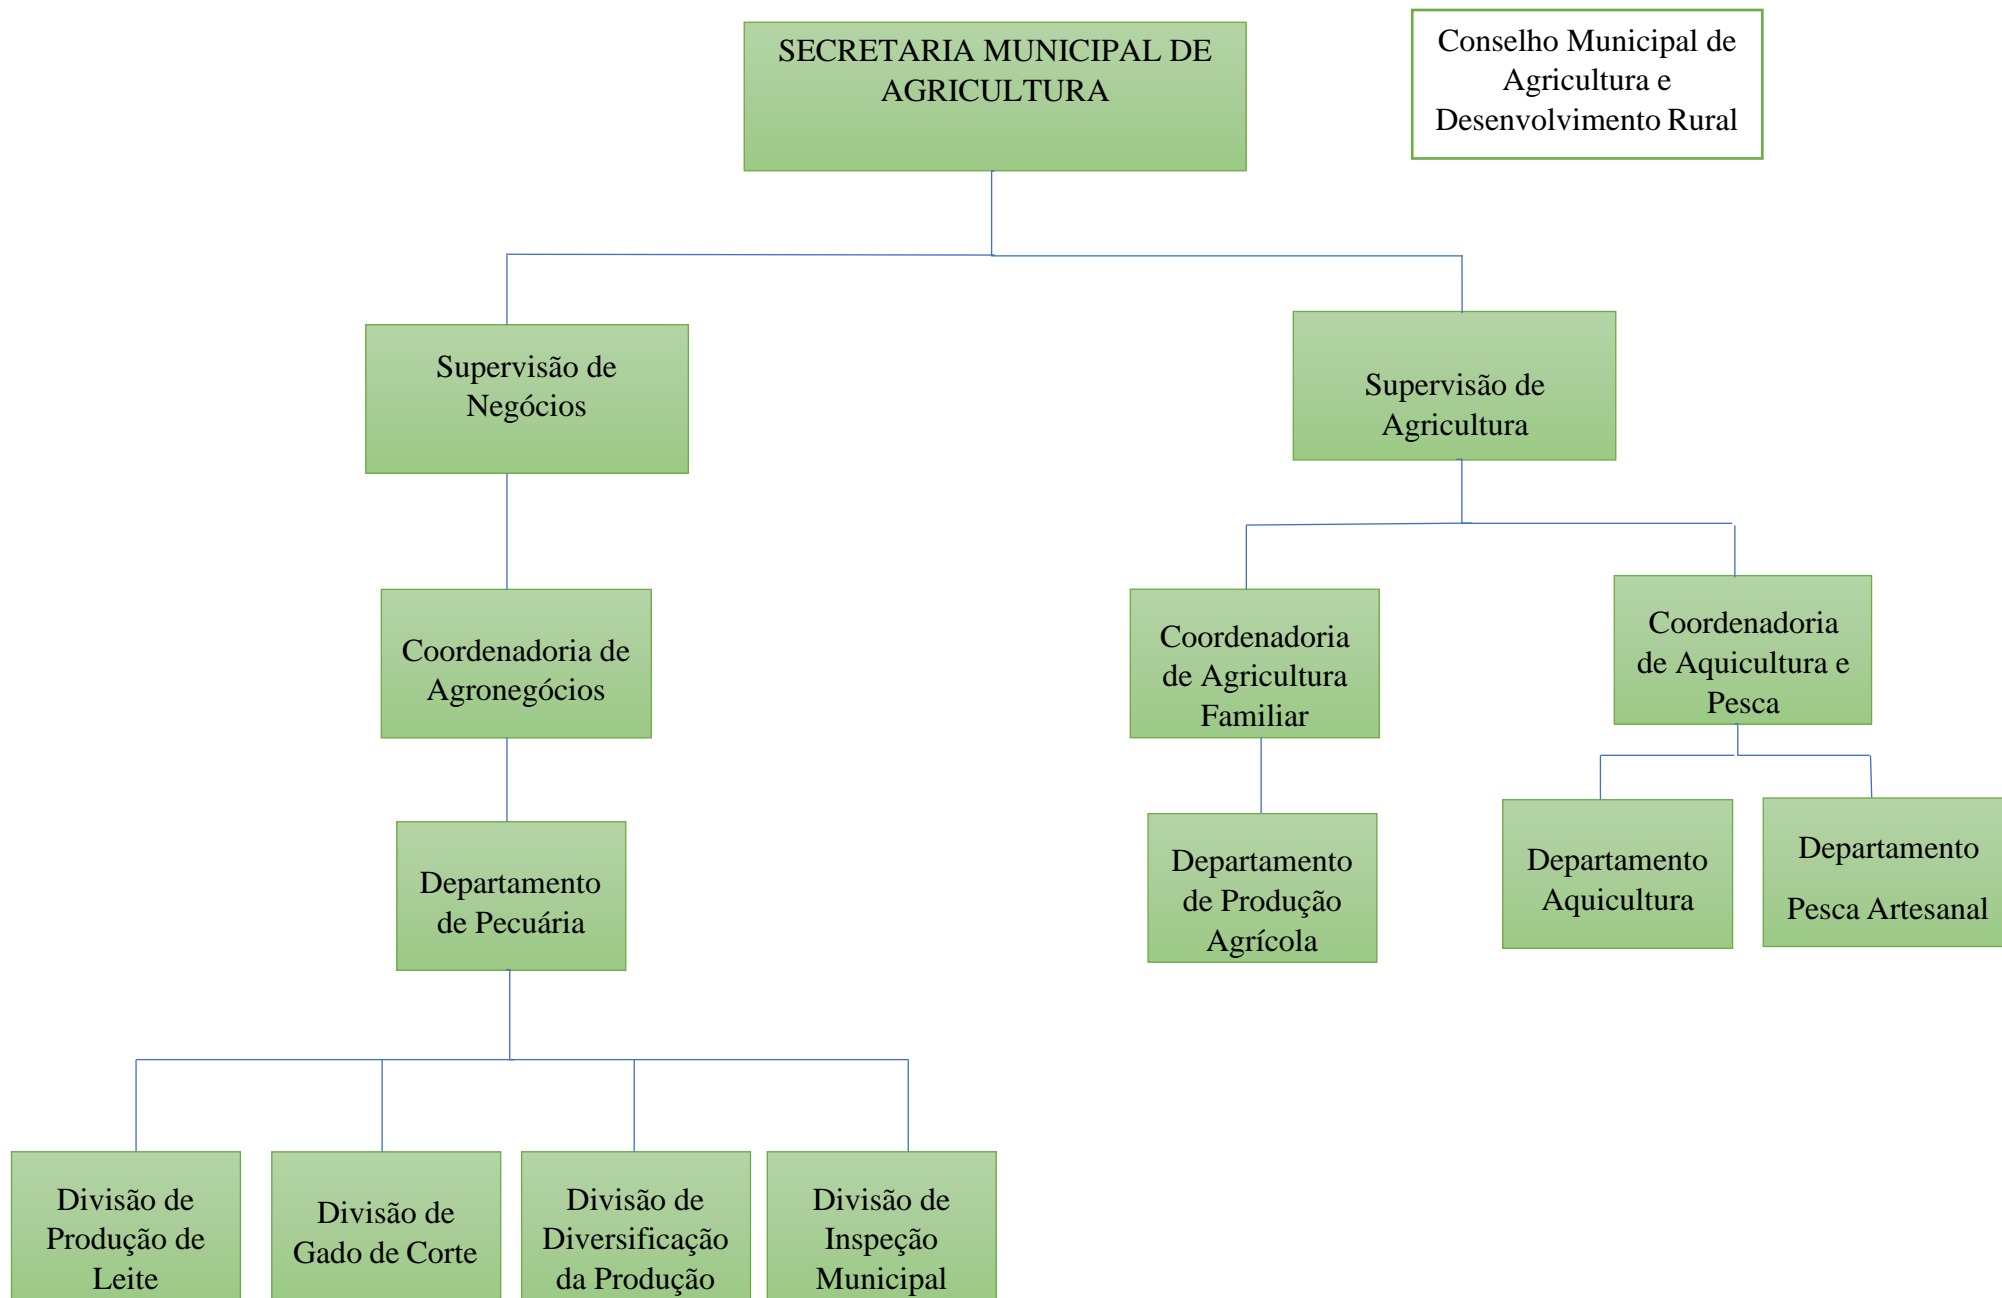 SECRETARIA MUNICIPAL DE
AGRICULTURA
Conselho Municipal de
Agricultura e
Desenvolvimento Rural
Supervisão de
Negócios
Supervisão de
Agricultura
Coordenadoria de
Agronegócios
Coordenadoria
de Agricultura
Familiar
Coordenadoria
de Aquicultura e
Pesca
Departamento
de Pecuária
Departamento
de Produção
Agrícola
Departamento
Aquicultura
Departamento
Pesca Artesanal
Divisão de
Produção de
Leite
Divisão de
Gado de Corte
Divisão de
Diversificação
da Produção
Divisão de
Inspeção
Municipal